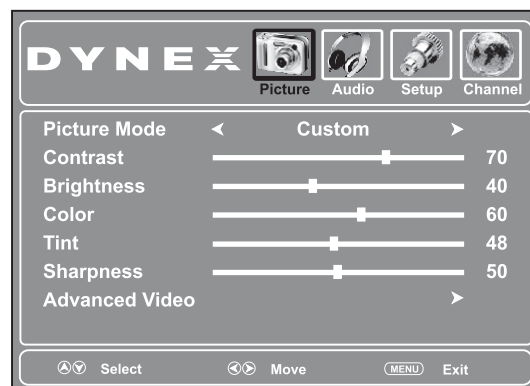 DYNEX
Picture Audio Setup Channel
Picture Mode Custom
Contrast 70
Brightness 40
Color 60
Tint 48
Sharpness 50
Advanced Video
Select Move MENU Exit